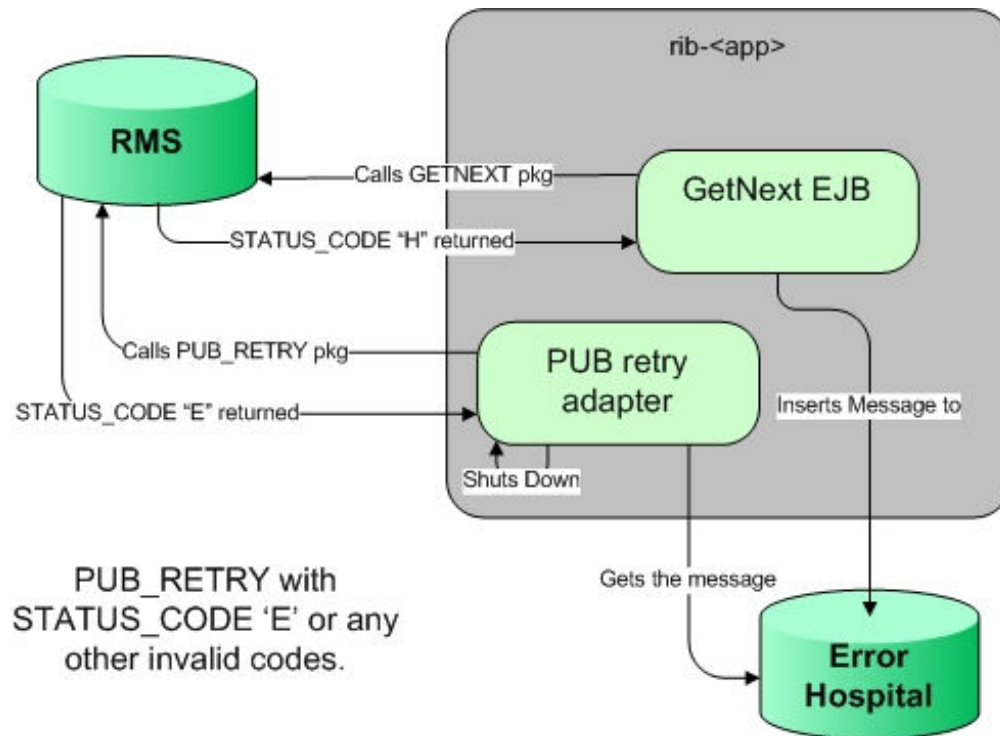 rib-<app>
RMS
Calls GETNEXT pkg
GetNext EJB
STATUS_CODE “H” returned
Calls PUB_RETRY pkg
PUB retry
adapter
STATUS_CODE “E” returned
Inserts Message to
Shuts Down
Gets the message
PUB_RETRY with
STATUS_CODE ‘E’ or any
other invalid codes.
Error
Hospital